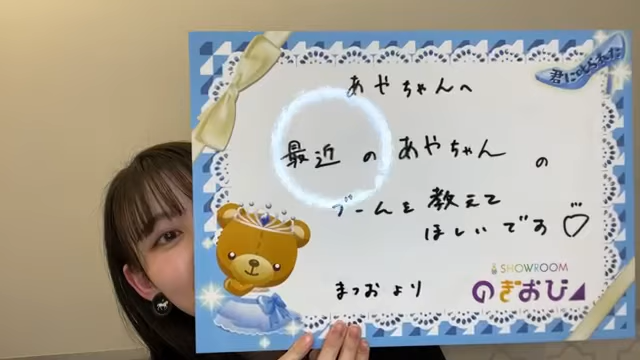 君に叱られた
あやちゃんへ
最近のあやちゃんの
ブームを教えて
ほしいです♡
まつおより
SHOWROOM
のぎおび